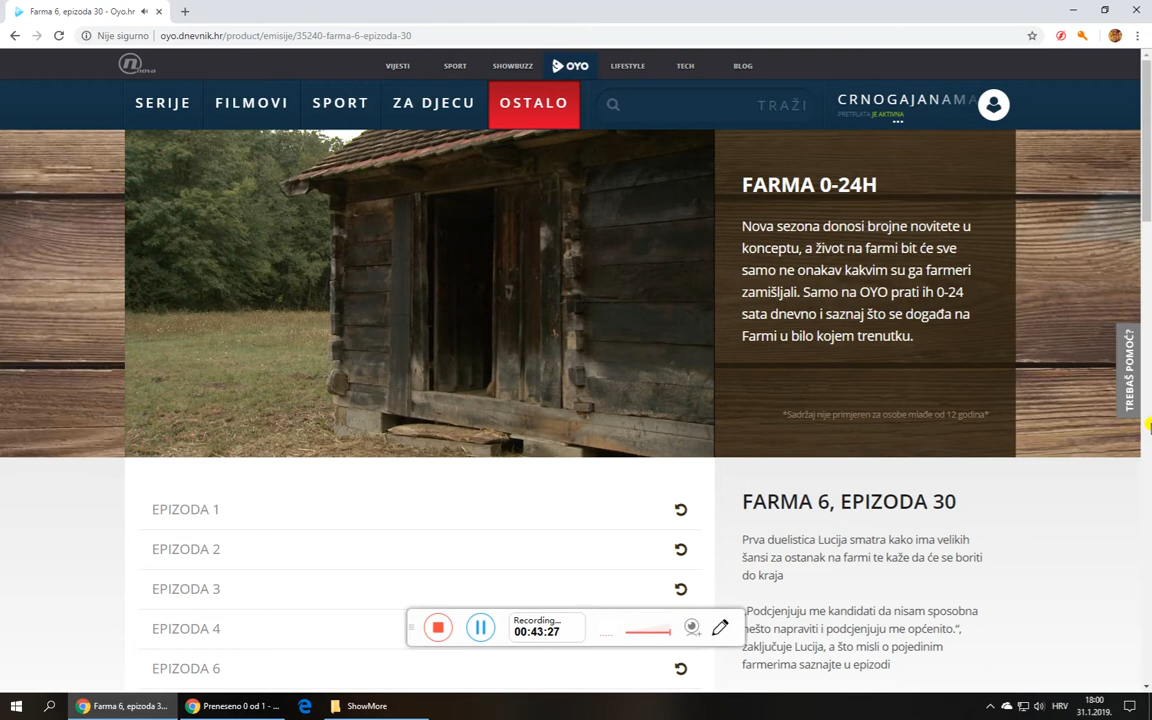 Farma 6, epizoda 30 - Oyo.hr
Nije sigurno | oyo.dnevnik.hr/product/emisije/35240-farma-6-epizoda-30
nova
VIJESTI SPORT SHOWBUZZ OYO LIFESTYLE TECH BLOG
SERIJE FILMOVI SPORT ZA DJECU OSTALO TRAŽI CRNOGAJANAMA
PRETPLATA JE AKTIVNA
FARMA 0-24H
Nova sezona donosi brojne novitete u
konceptu, a život na farmi bit će sve
samo ne onakav kakvim su ga farmeri
zamišljali. Samo na OYO prati ih 0-24
sata dnevno i saznaj što se događa na
Farmi u bilo kojem trenutku.
*Sadržaj nije primjeren za osobe mlađe od 12 godina*
TREBAŠ POMOĆ?
EPIZODA 1
EPIZODA 2
EPIZODA 3
EPIZODA 4
EPIZODA 6
FARMA 6, EPIZODA 30
Prva duelistica Lucija smatra kako ima velikih
šansi za ostanak na farmi te kaže da će se boriti
do kraja
„Podcjenjuju me kandidati da nisam sposobna
nešto napraviti i podcjenjuju me općenito.“,
zaključuje Lucija, a što misli o pojedinim
farmerima saznajte u epizodi
Recording...
00:43:27
Farma 6, epizoda 3...
Preneseno 0 od 1 - ...
ShowMore
HRV
18:00
31.1.2019.